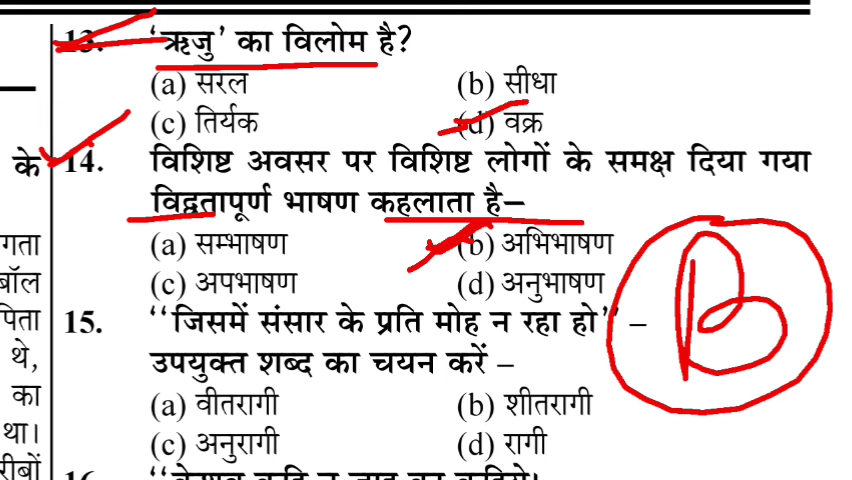 13. ‘ऋजु’ का विलोम है?
(a) सरल (b) सीधा
(c) तिर्यक (d) वक्र
के
14. विशिष्ट अवसर पर विशिष्ट लोगों के समक्ष दिया गया
विद्वतापूर्ण भाषण कहलाता है–
गता
(a) सम्भाषण (b) अभिभाषण
बॉल
(c) अपभाषण (d) अनुभाषण
पिता
15. ‘‘जिसमें संसार के प्रति मोह न रहा हो’’ –
थे,
उपयुक्त शब्द का चयन करें –
का
(a) वीतरागी (b) शीतरागी
था।
(c) अनुरागी (d) रागी
रीबों
16.
B